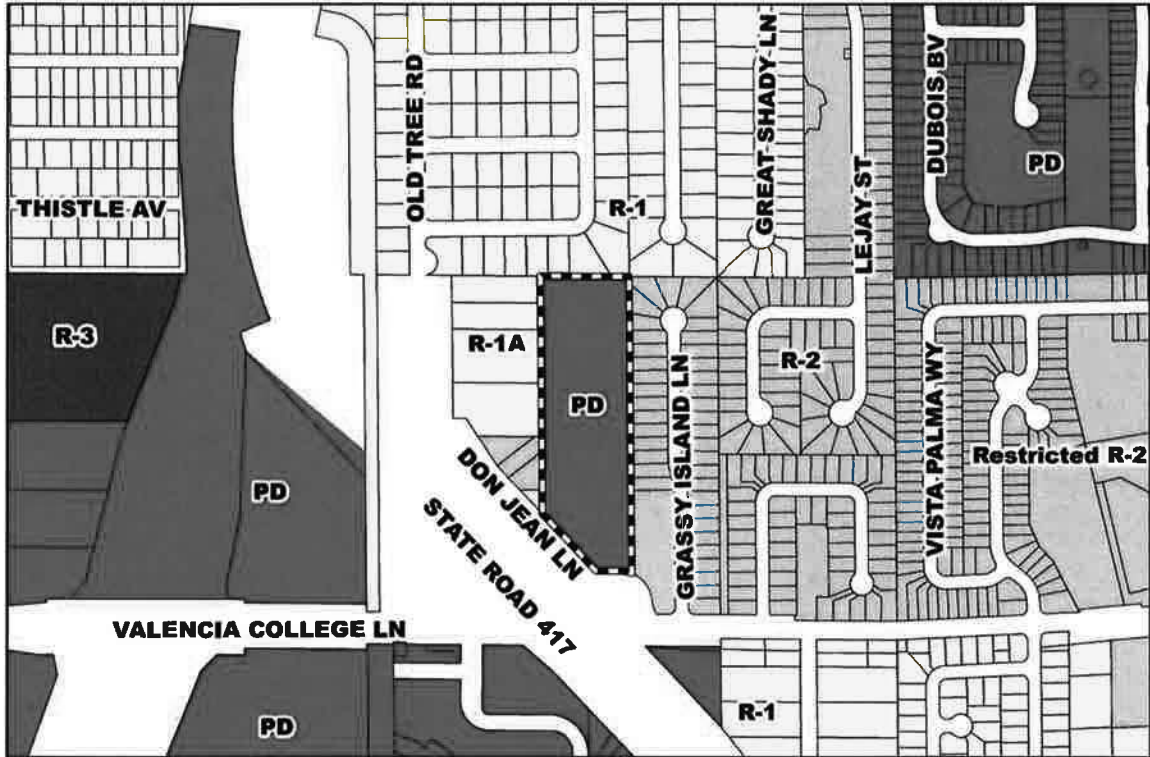 OLD TREE RD
GREAT SHADY LN
LEJAY ST
DUBOIS BV
PD
THISTLE AV
R-1
R-3
R-1A
PD
R-2
GRASSY ISLAND LN
VISTA PALMA WY
Restricted R-2
PD
DON JEAN LN
STATE ROAD 417
VALENCIA COLLEGE LN
PD
R-1